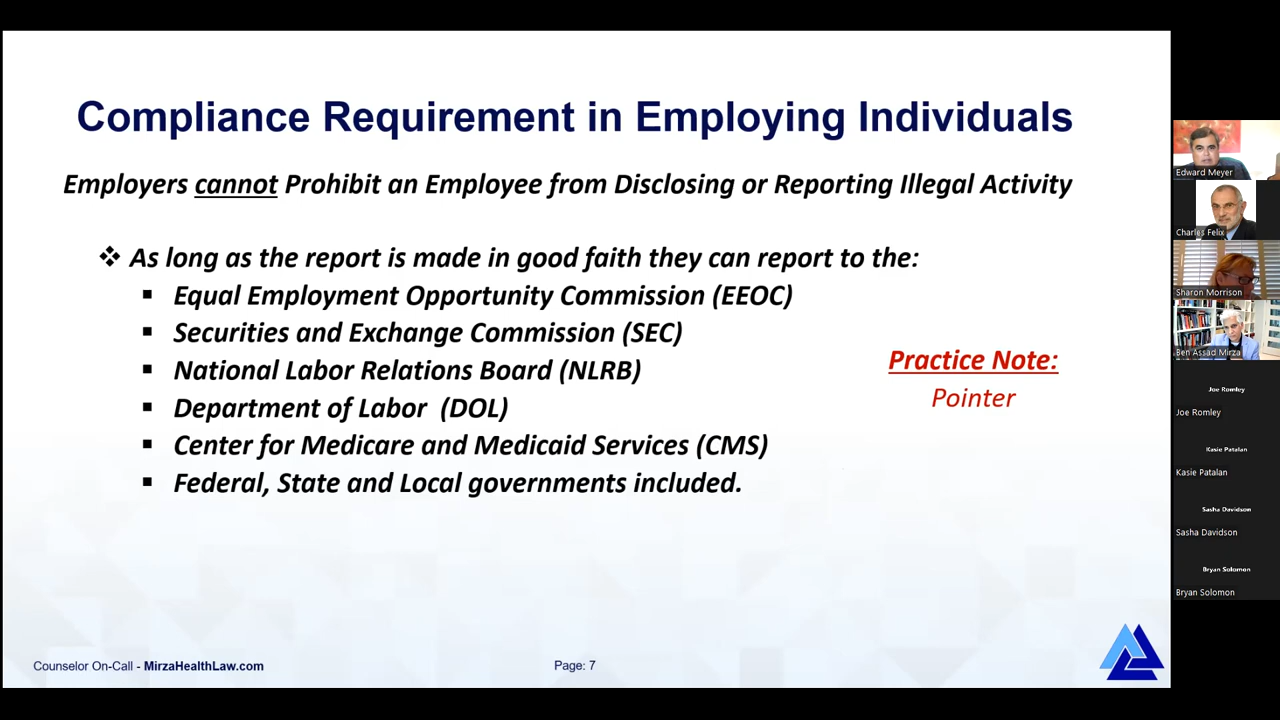 Compliance Requirement in Employing Individuals
Employers cannot Prohibit an Employee from Disclosing or Reporting Illegal Activity
❖ As long as the report is made in good faith they can report to the:
▪ Equal Employment Opportunity Commission (EEOC)
▪ Securities and Exchange Commission (SEC)
▪ National Labor Relations Board (NLRB)
▪ Department of Labor (DOL)
▪ Center for Medicare and Medicaid Services (CMS)
▪ Federal, State and Local governments included.
Practice Note:
Pointer
Counselor On-Call - MirzaHealthLaw.com
Page: 7
Edward Meyer
Charles Felix
Sharon Morrison
Ben Assad Mirza
Joe Romley
Joe Romley
Kasie Patalan
Kasie Patalan
Sasha Davidson
Sasha Davidson
Bryan Solomon
Bryan Solomon